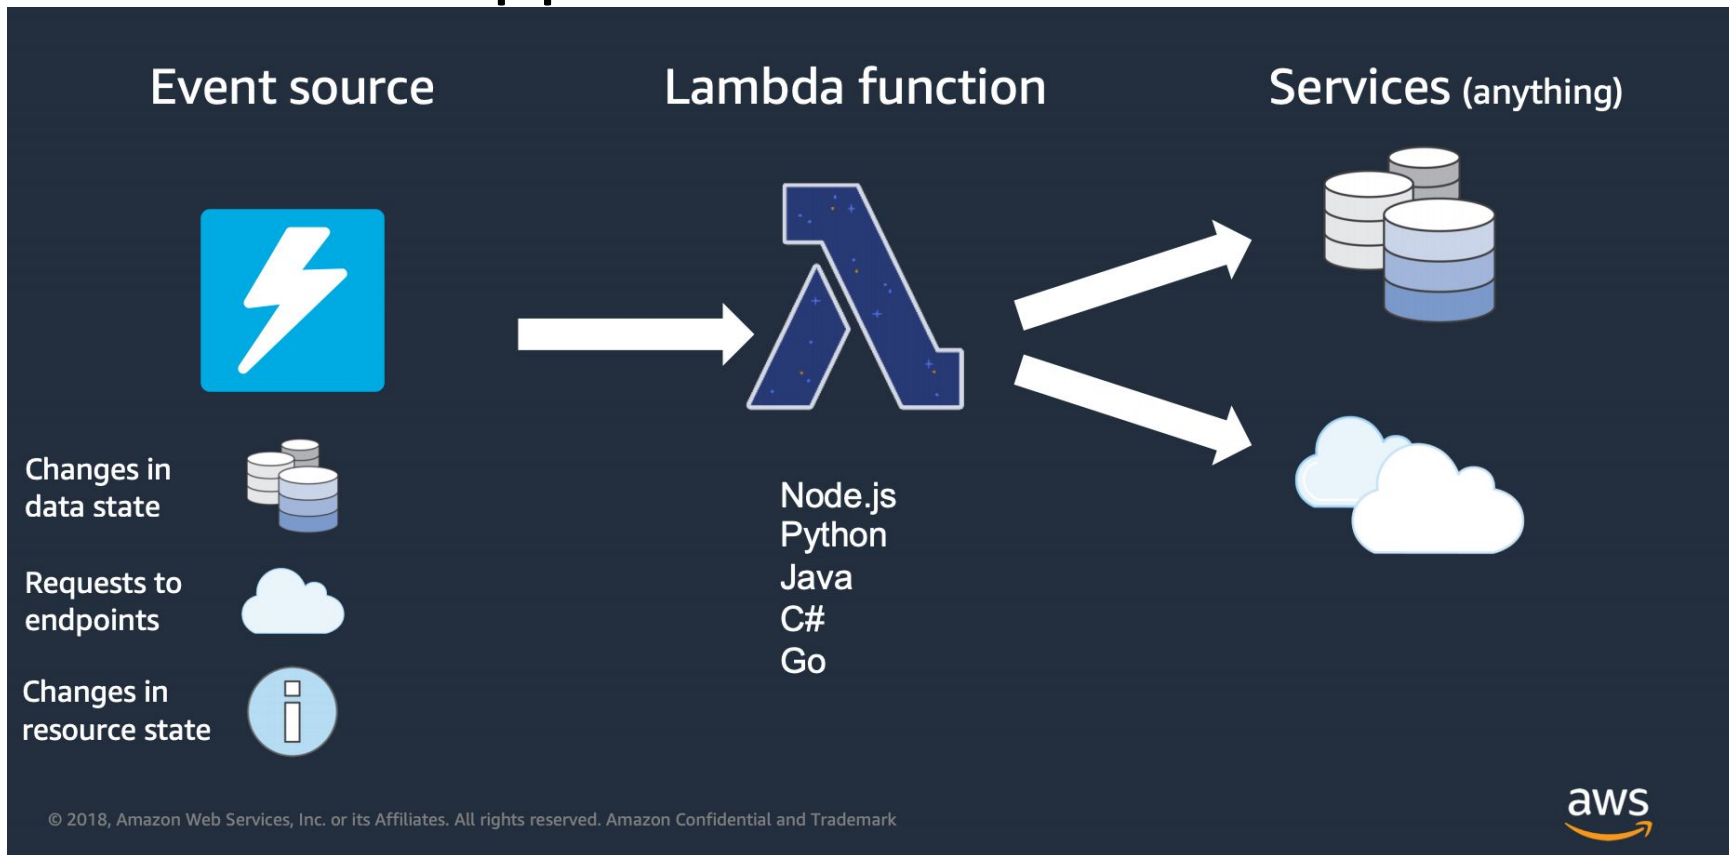 Event source
Lambda function
Services (anything)
Changes in
data state
Requests to
endpoints
Changes in
resource state
Node.js
Python
Java
C#
Go
© 2018, Amazon Web Services, Inc. or its Affiliates. All rights reserved. Amazon Confidential and Trademark
aws